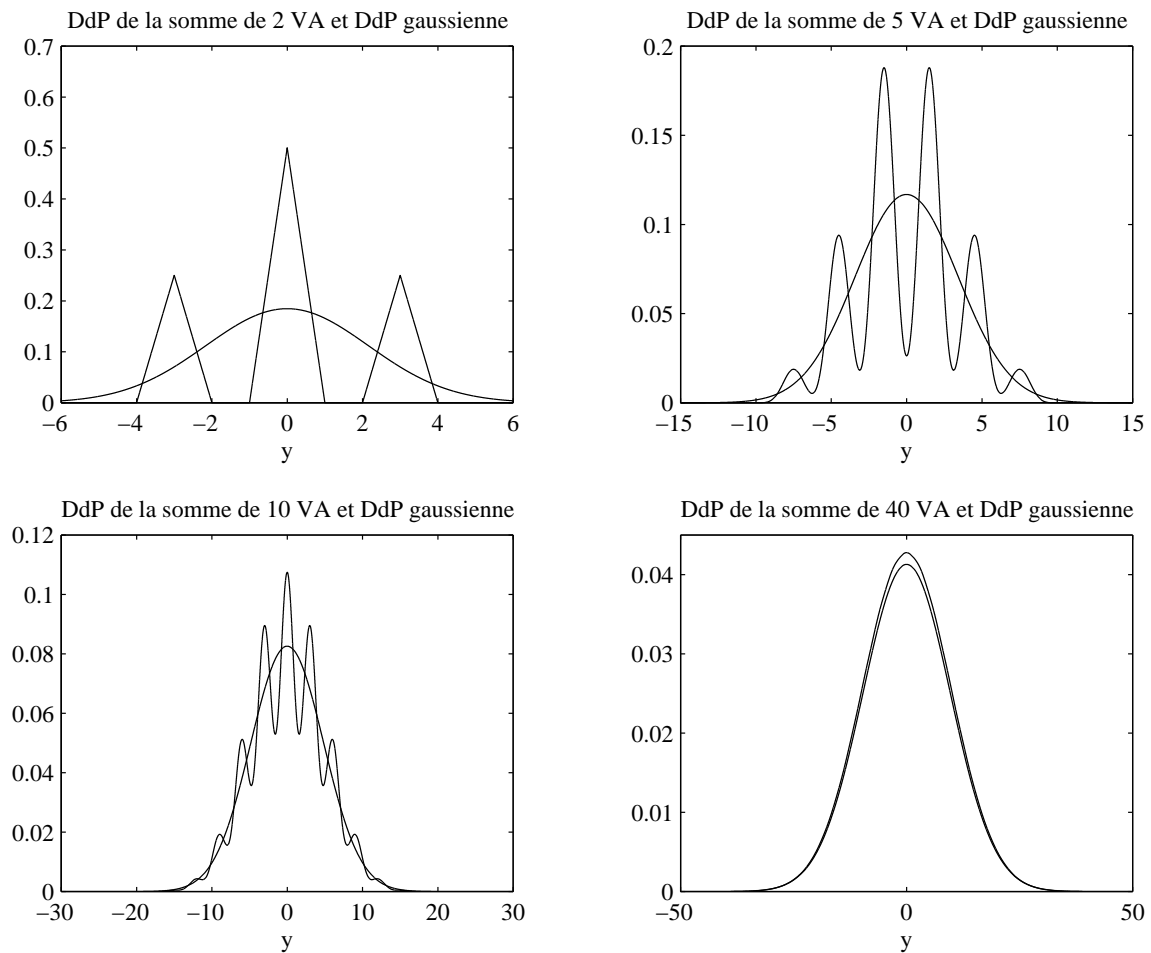 DdP de la somme de 2 VA et DdP gaussienne
0.7
0.6
0.5
0.4
0.3
0.2
0.1
0
−6 −4 −2 0 2 4 6
y
DdP de la somme de 5 VA et DdP gaussienne
0.2
0.15
0.1
0.05
0
−15 −10 −5 0 5 10 15
y
DdP de la somme de 10 VA et DdP gaussienne
0.12
0.1
0.08
0.06
0.04
0.02
0
−30 −20 −10 0 10 20 30
y
DdP de la somme de 40 VA et DdP gaussienne
0.04
0.03
0.02
0.01
0
−50 0 50
y